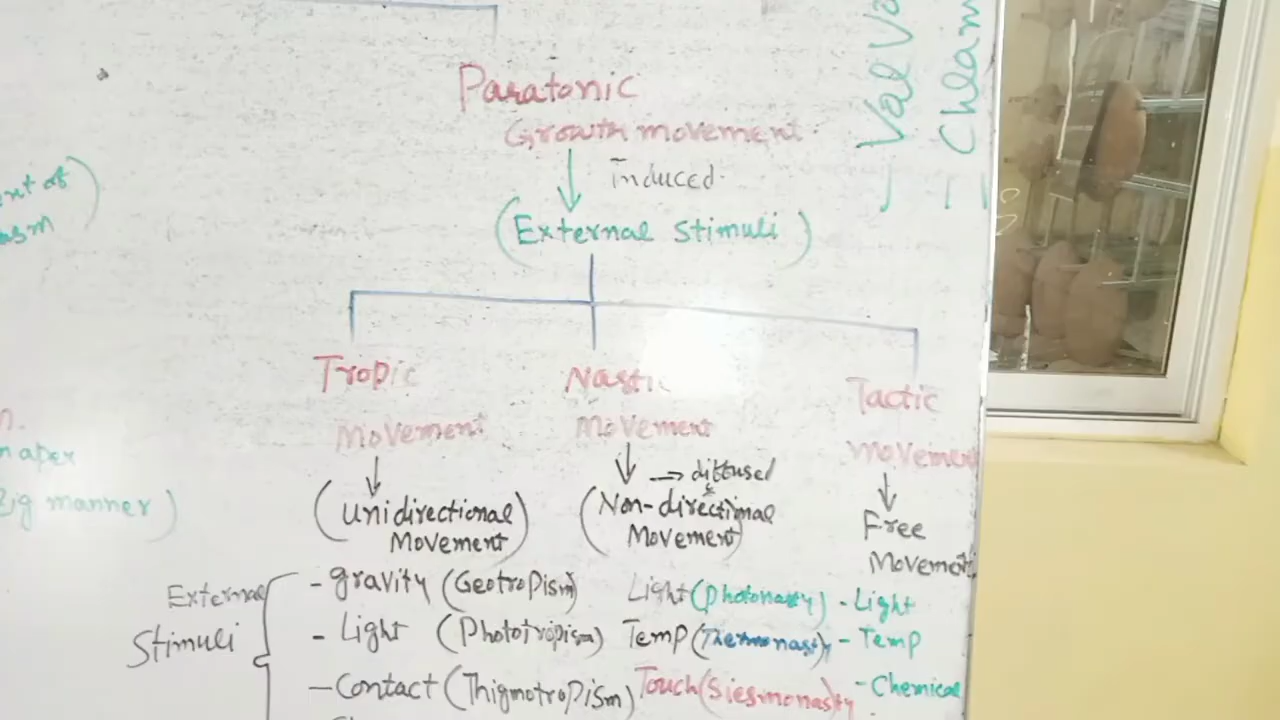 Paratonic
Growth movement
induced
(External stimuli)
Tropic
Movement
(Unidirectional
Movement)
Nastic
Movement
→ diffused
(Non-directional
Movement)
Tactic
Movement
Free
Movement
External
Stimuli
- gravity (Geotropism)
- Light (Phototropism)
- Contact (Thigmotropism)
Light (Photonasty)
Temp (Thermonasty)
Touch (Siesmonasty)
- Light
- Temp
- Chemical
manner)